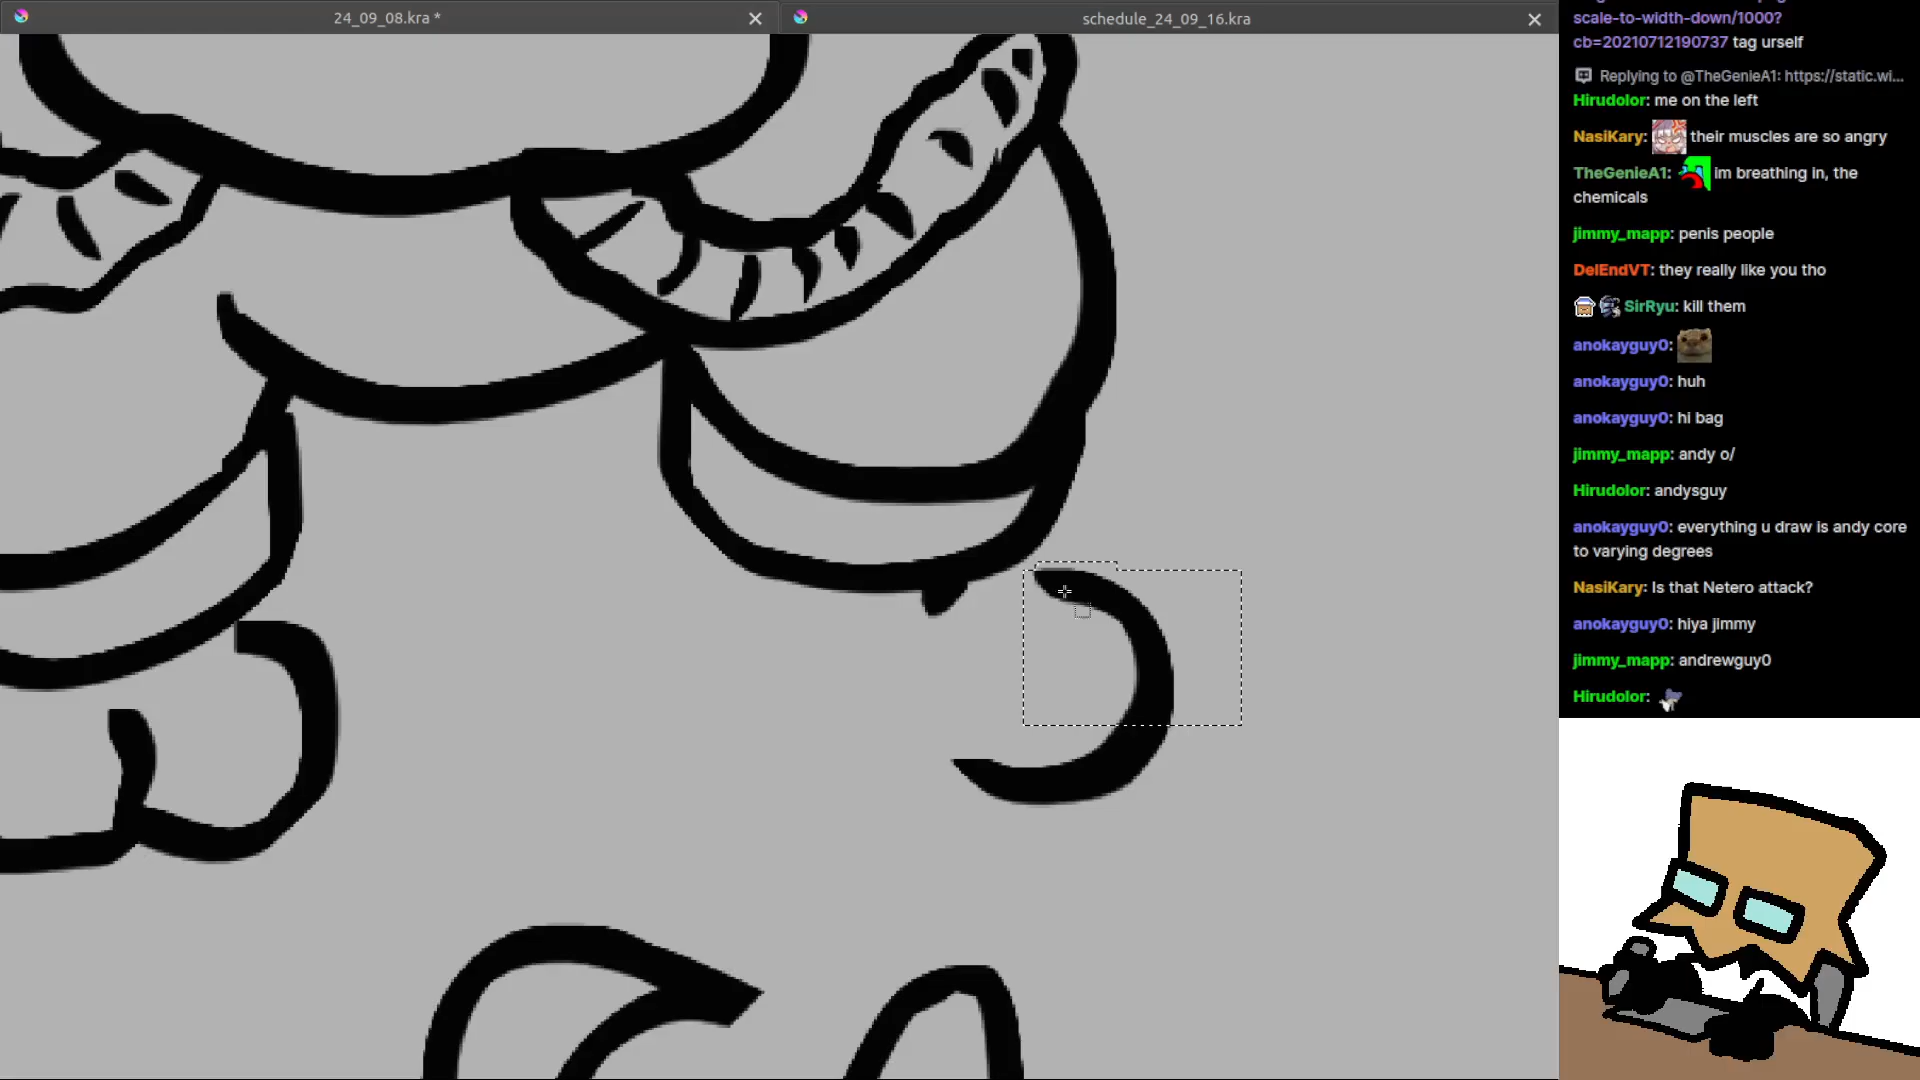 24_09_08.kra *
schedule_24_09_16.kra
scale-to-width-down/1000?
cb=20210712190737 tag urself
Replying to @TheGenieA1: https://static.wi...
Hirudolor: me on the left
NasiKary: their muscles are so angry
TheGenieA1: im breathing in, the
chemicals
jimmy_mapp: penis people
DelEndVT: they really like you tho
SirRyu: kill them
anokayguy0:
anokayguy0: huh
anokayguy0: hi bag
jimmy_mapp: andy o/
Hirudolor: andysguy
anokayguy0: everything u draw is andy core
to varying degrees
NasiKary: Is that Netero attack?
anokayguy0: hiya jimmy
jimmy_mapp: andrewguy0
Hirudolor: